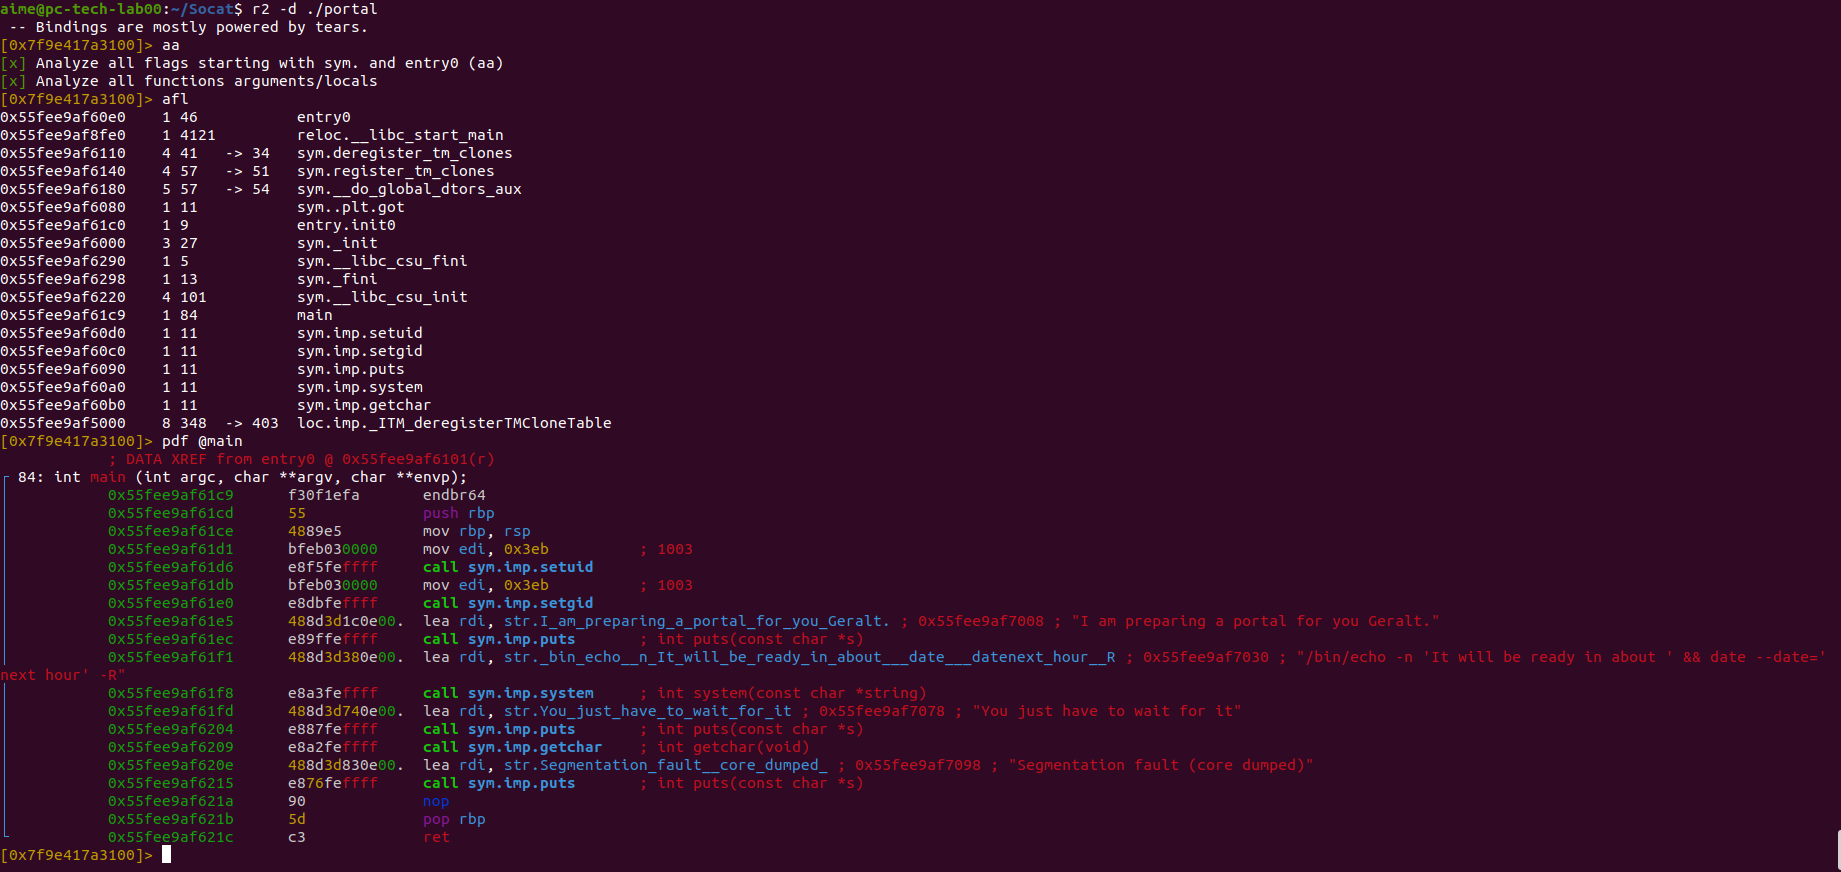 aime@pc-tech-lab00:~/Socat$ r2 -d ./portal
 -- Bindings are mostly powered by tears.
[0x7f9e417a3100]> aa
[x] Analyze all flags starting with sym. and entry0 (aa)
[x] Analyze all functions arguments/locals
[0x7f9e417a3100]> afl
0x55fee9af60e0    1 46           entry0
0x55fee9af8fe0    1 4121         reloc.__libc_start_main
0x55fee9af6110    4 41   -> 34   sym.deregister_tm_clones
0x55fee9af6140    4 57   -> 51   sym.register_tm_clones
0x55fee9af6180    5 57   -> 54   sym.__do_global_dtors_aux
0x55fee9af6080    1 11           sym..plt.got
0x55fee9af61c0    1 9            entry.init0
0x55fee9af6000    3 27           sym._init
0x55fee9af6290    1 5            sym.__libc_csu_fini
0x55fee9af6298    1 13           sym._fini
0x55fee9af6220    4 101          sym.__libc_csu_init
0x55fee9af61c9    1 84           main
0x55fee9af60d0    1 11           sym.imp.setuid
0x55fee9af60c0    1 11           sym.imp.setgid
0x55fee9af6090    1 11           sym.imp.puts
0x55fee9af60a0    1 11           sym.imp.system
0x55fee9af60b0    1 11           sym.imp.getchar
0x55fee9af5000    8 348  -> 403  loc.imp._ITM_deregisterTMCloneTable
[0x7f9e417a3100]> pdf @main
            ; DATA XREF from entry0 @ 0x55fee9af6101(r)
┌ 84: int main (int argc, char **argv, char **envp);
│           0x55fee9af61c9      f30f1efa       endbr64
│           0x55fee9af61cd      55             push rbp
│           0x55fee9af61ce      4889e5         mov rbp, rsp
│           0x55fee9af61d1      bfeb030000     mov edi, 0x3eb          ; 1003
│           0x55fee9af61d6      e8f5feffff     call sym.imp.setuid
│           0x55fee9af61db      bfeb030000     mov edi, 0x3eb          ; 1003
│           0x55fee9af61e0      e8dbfeffff     call sym.imp.setgid
│           0x55fee9af61e5      488d3d1c0e00.  lea rdi, str.I_am_preparing_a_portal_for_you_Geralt. ; 0x55fee9af7008 ; "I am preparing a portal for you Geralt."
│           0x55fee9af61ec      e89ffeffff     call sym.imp.puts       ; int puts(const char *s)
│           0x55fee9af61f1      488d3d380e00.  lea rdi, str._bin_echo__n_It_will_be_ready_in_about___date___datenext_hour__R ; 0x55fee9af7030 ; "/bin/echo -n 'It will be ready in about ' && date --date='
next hour' -R"
│           0x55fee9af61f8      e8a3feffff     call sym.imp.system     ; int system(const char *string)
│           0x55fee9af61fd      488d3d740e00.  lea rdi, str.You_just_have_to_wait_for_it ; 0x55fee9af7078 ; "You just have to wait for it"
│           0x55fee9af6204      e887feffff     call sym.imp.puts       ; int puts(const char *s)
│           0x55fee9af6209      e8a2feffff     call sym.imp.getchar    ; int getchar(void)
│           0x55fee9af620e      488d3d830e00.  lea rdi, str.Segmentation_fault__core_dumped_ ; 0x55fee9af7098 ; "Segmentation fault (core dumped)"
│           0x55fee9af6215      e876feffff     call sym.imp.puts       ; int puts(const char *s)
│           0x55fee9af621a      90             nop
│           0x55fee9af621b      5d             pop rbp
└           0x55fee9af621c      c3             ret
[0x7f9e417a3100]>